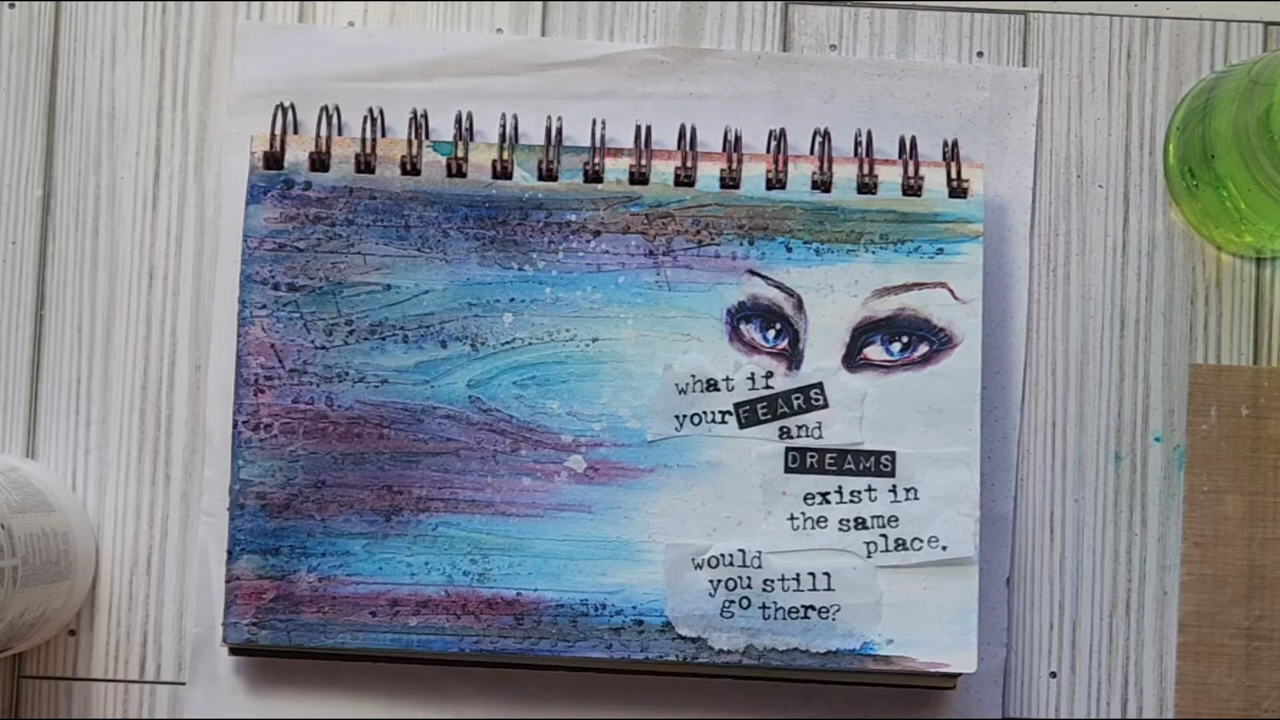 what if
your FEARS
and
DREAMS
exist in
the same
place.
would
you still
go there?